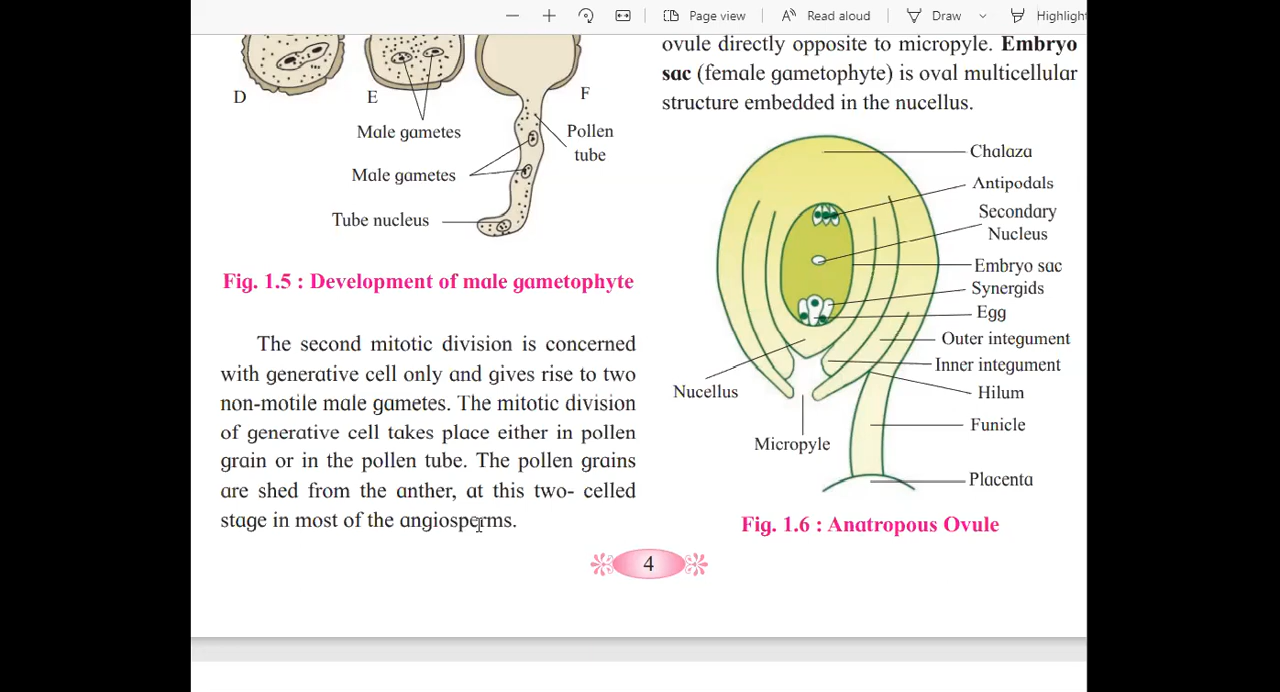 Page view
Read aloud
Draw
Highlight
D
E
F
Male gametes
Pollen
tube
Male gametes
Tube nucleus
Fig. 1.5 : Development of male gametophyte
The second mitotic division is concerned
with generative cell only and gives rise to two
non-motile male gametes. The mitotic division
of generative cell takes place either in pollen
grain or in the pollen tube. The pollen grains
are shed from the anther, at this two- celled
stage in most of the angiosperms.
ovule directly opposite to micropyle. Embryo
sac (female gametophyte) is oval multicellular
structure embedded in the nucellus.
Chalaza
Antipodals
Secondary
Nucleus
Embryo sac
Synergids
Egg
Outer integument
Inner integument
Nucellus
Hilum
Funicle
Micropyle
Placenta
Fig. 1.6 : Anatropous Ovule
4